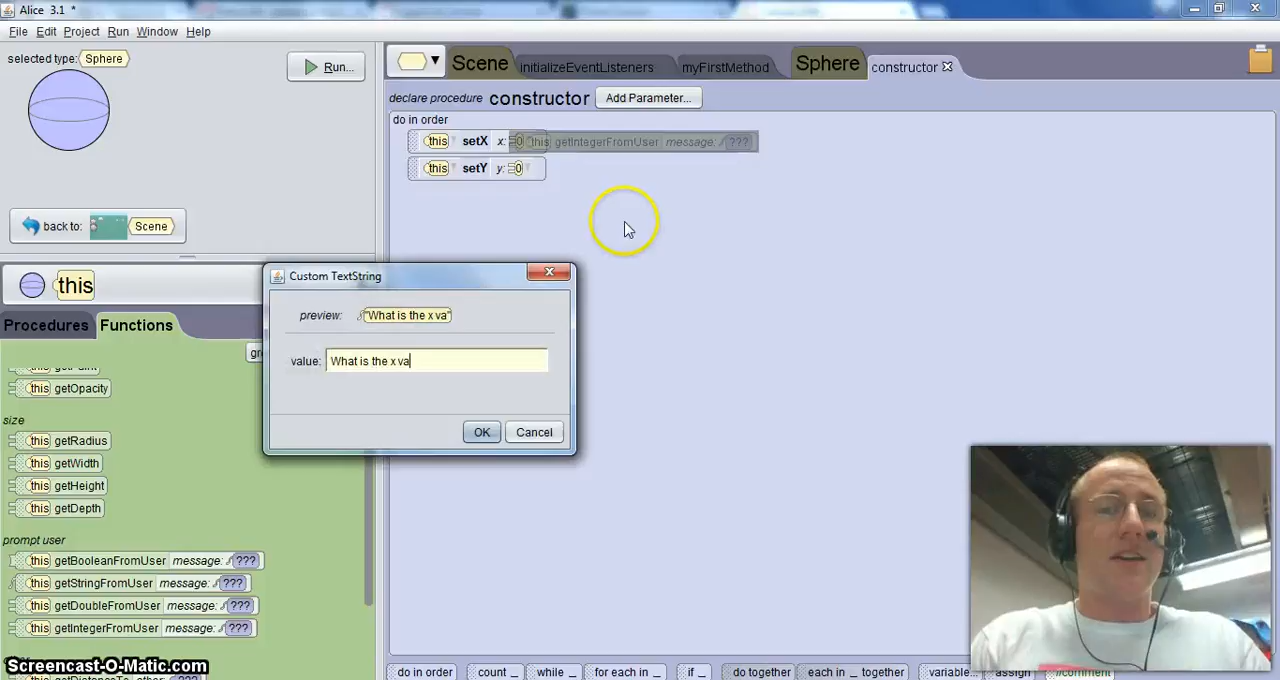 Alice 3.1 *
File Edit Project Run Window Help
selected type: Sphere
Run...
back to: Scene
this
Procedures Functions
this getOpacity
size
this getRadius
this getWidth
this getHeight
this getDepth
prompt user
this getBooleanFromUser message: ???
this getStringFromUser message: ???
this getDoubleFromUser message: ???
this getIntegerFromUser message: ???
Scene initializeEventListeners myFirstMethod Sphere constructor
declare procedure constructor Add Parameter...
do in order
this setX x: 0 this getIntegerFromUser message: ???
this setY y: 0
Custom TextString
preview: "What is the x va"
value: What is the x va
OK Cancel
do in order count _ while _ for each in _ if _ do together each in _ together variable... assign //comment
Screencast-O-Matic.com